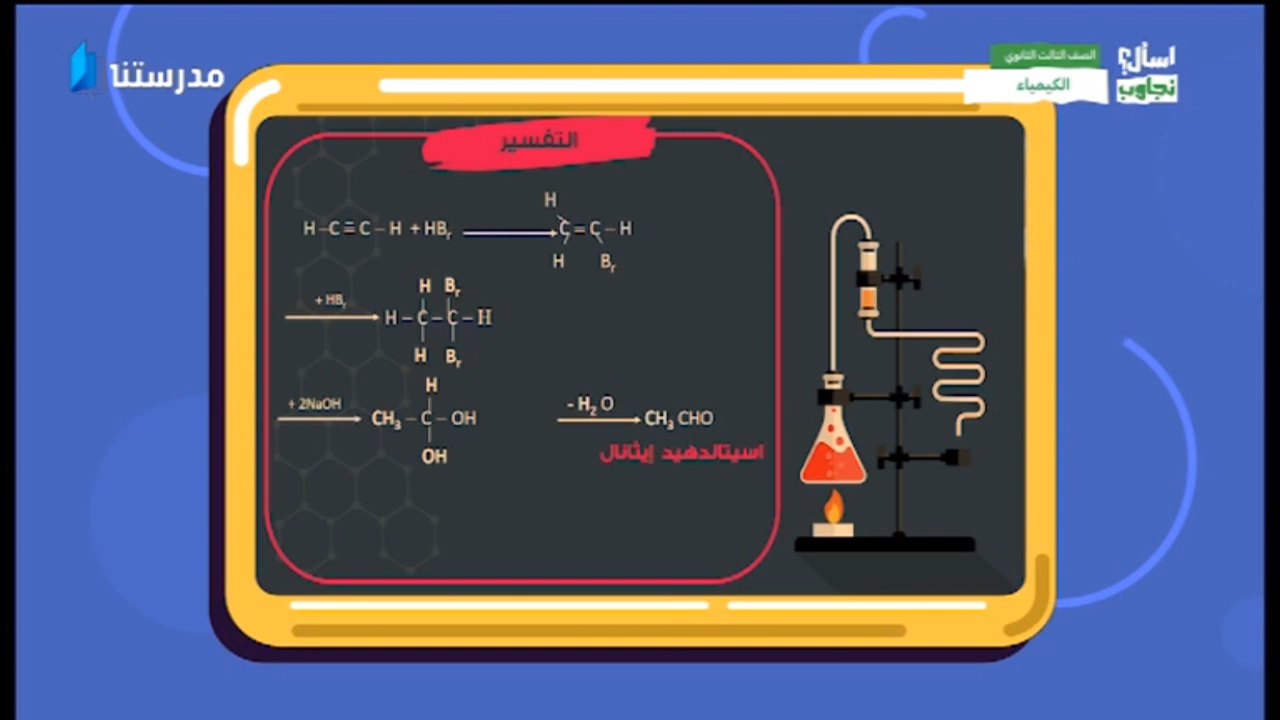 مدرستنا
الصف الثالث الثانوي
الكيمياء
اسأل؟
نجاوب
التفسير
H
H – C ≡ C – H + HBr → C = C – H
H Br
H Br
+ HBr → H – C – C – H
H Br
H
+ 2NaOH → CH₃ – C – OH - H₂ O → CH₃ CHO
OH
اسيتالدهيد إيثانال